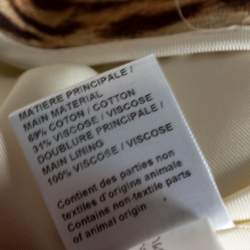 MATIERE PRINCIPALE /
MAIN MATERIAL
69% COTON / COTTON
31% VISCOSE / VISCOSE
DOUBLURE PRINCIPALE /
MAIN LINING
100% VISCOSE / VISCOSE
Contient des parties non
textiles d'origine animale
Contains non-textile parts
of animal origin